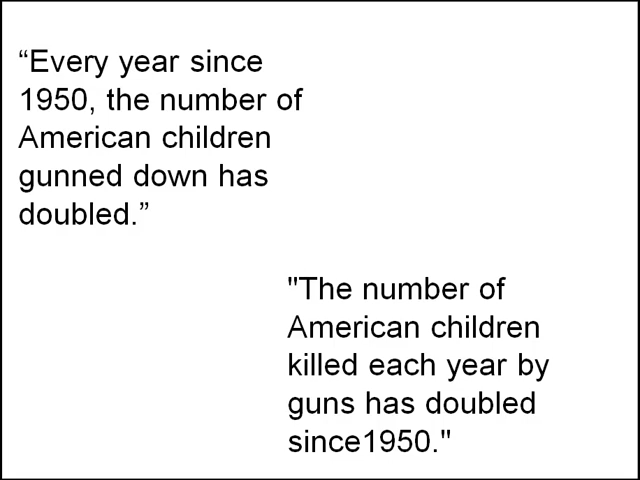 “Every year since
1950, the number of
American children
gunned down has
doubled.”
"The number of
American children
killed each year by
guns has doubled
since1950."